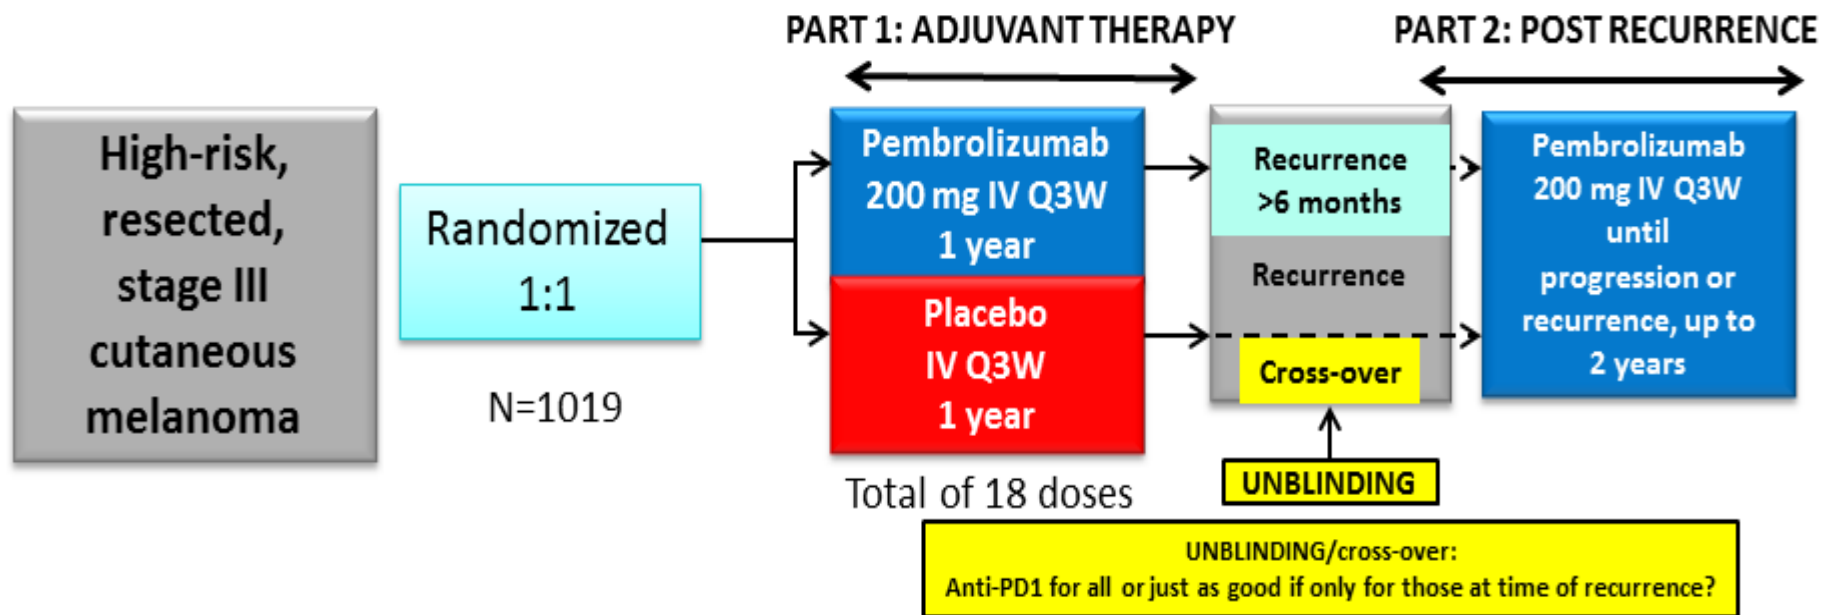 PART 1: ADJUVANT THERAPY
PART 2: POST RECURRENCE
High-risk,
resected,
stage III
cutaneous
melanoma
Randomized
1:1
N=1019
Pembrolizumab
200 mg IV Q3W
1 year
Placebo
IV Q3W
1 year
Total of 18 doses
Recurrence
>6 months
Recurrence
Cross-over
UNBLINDING
Pembrolizumab
200 mg IV Q3W
until
progression or
recurrence, up to
2 years
UNBLINDING/cross-over:
Anti-PD1 for all or just as good if only for those at time of recurrence?